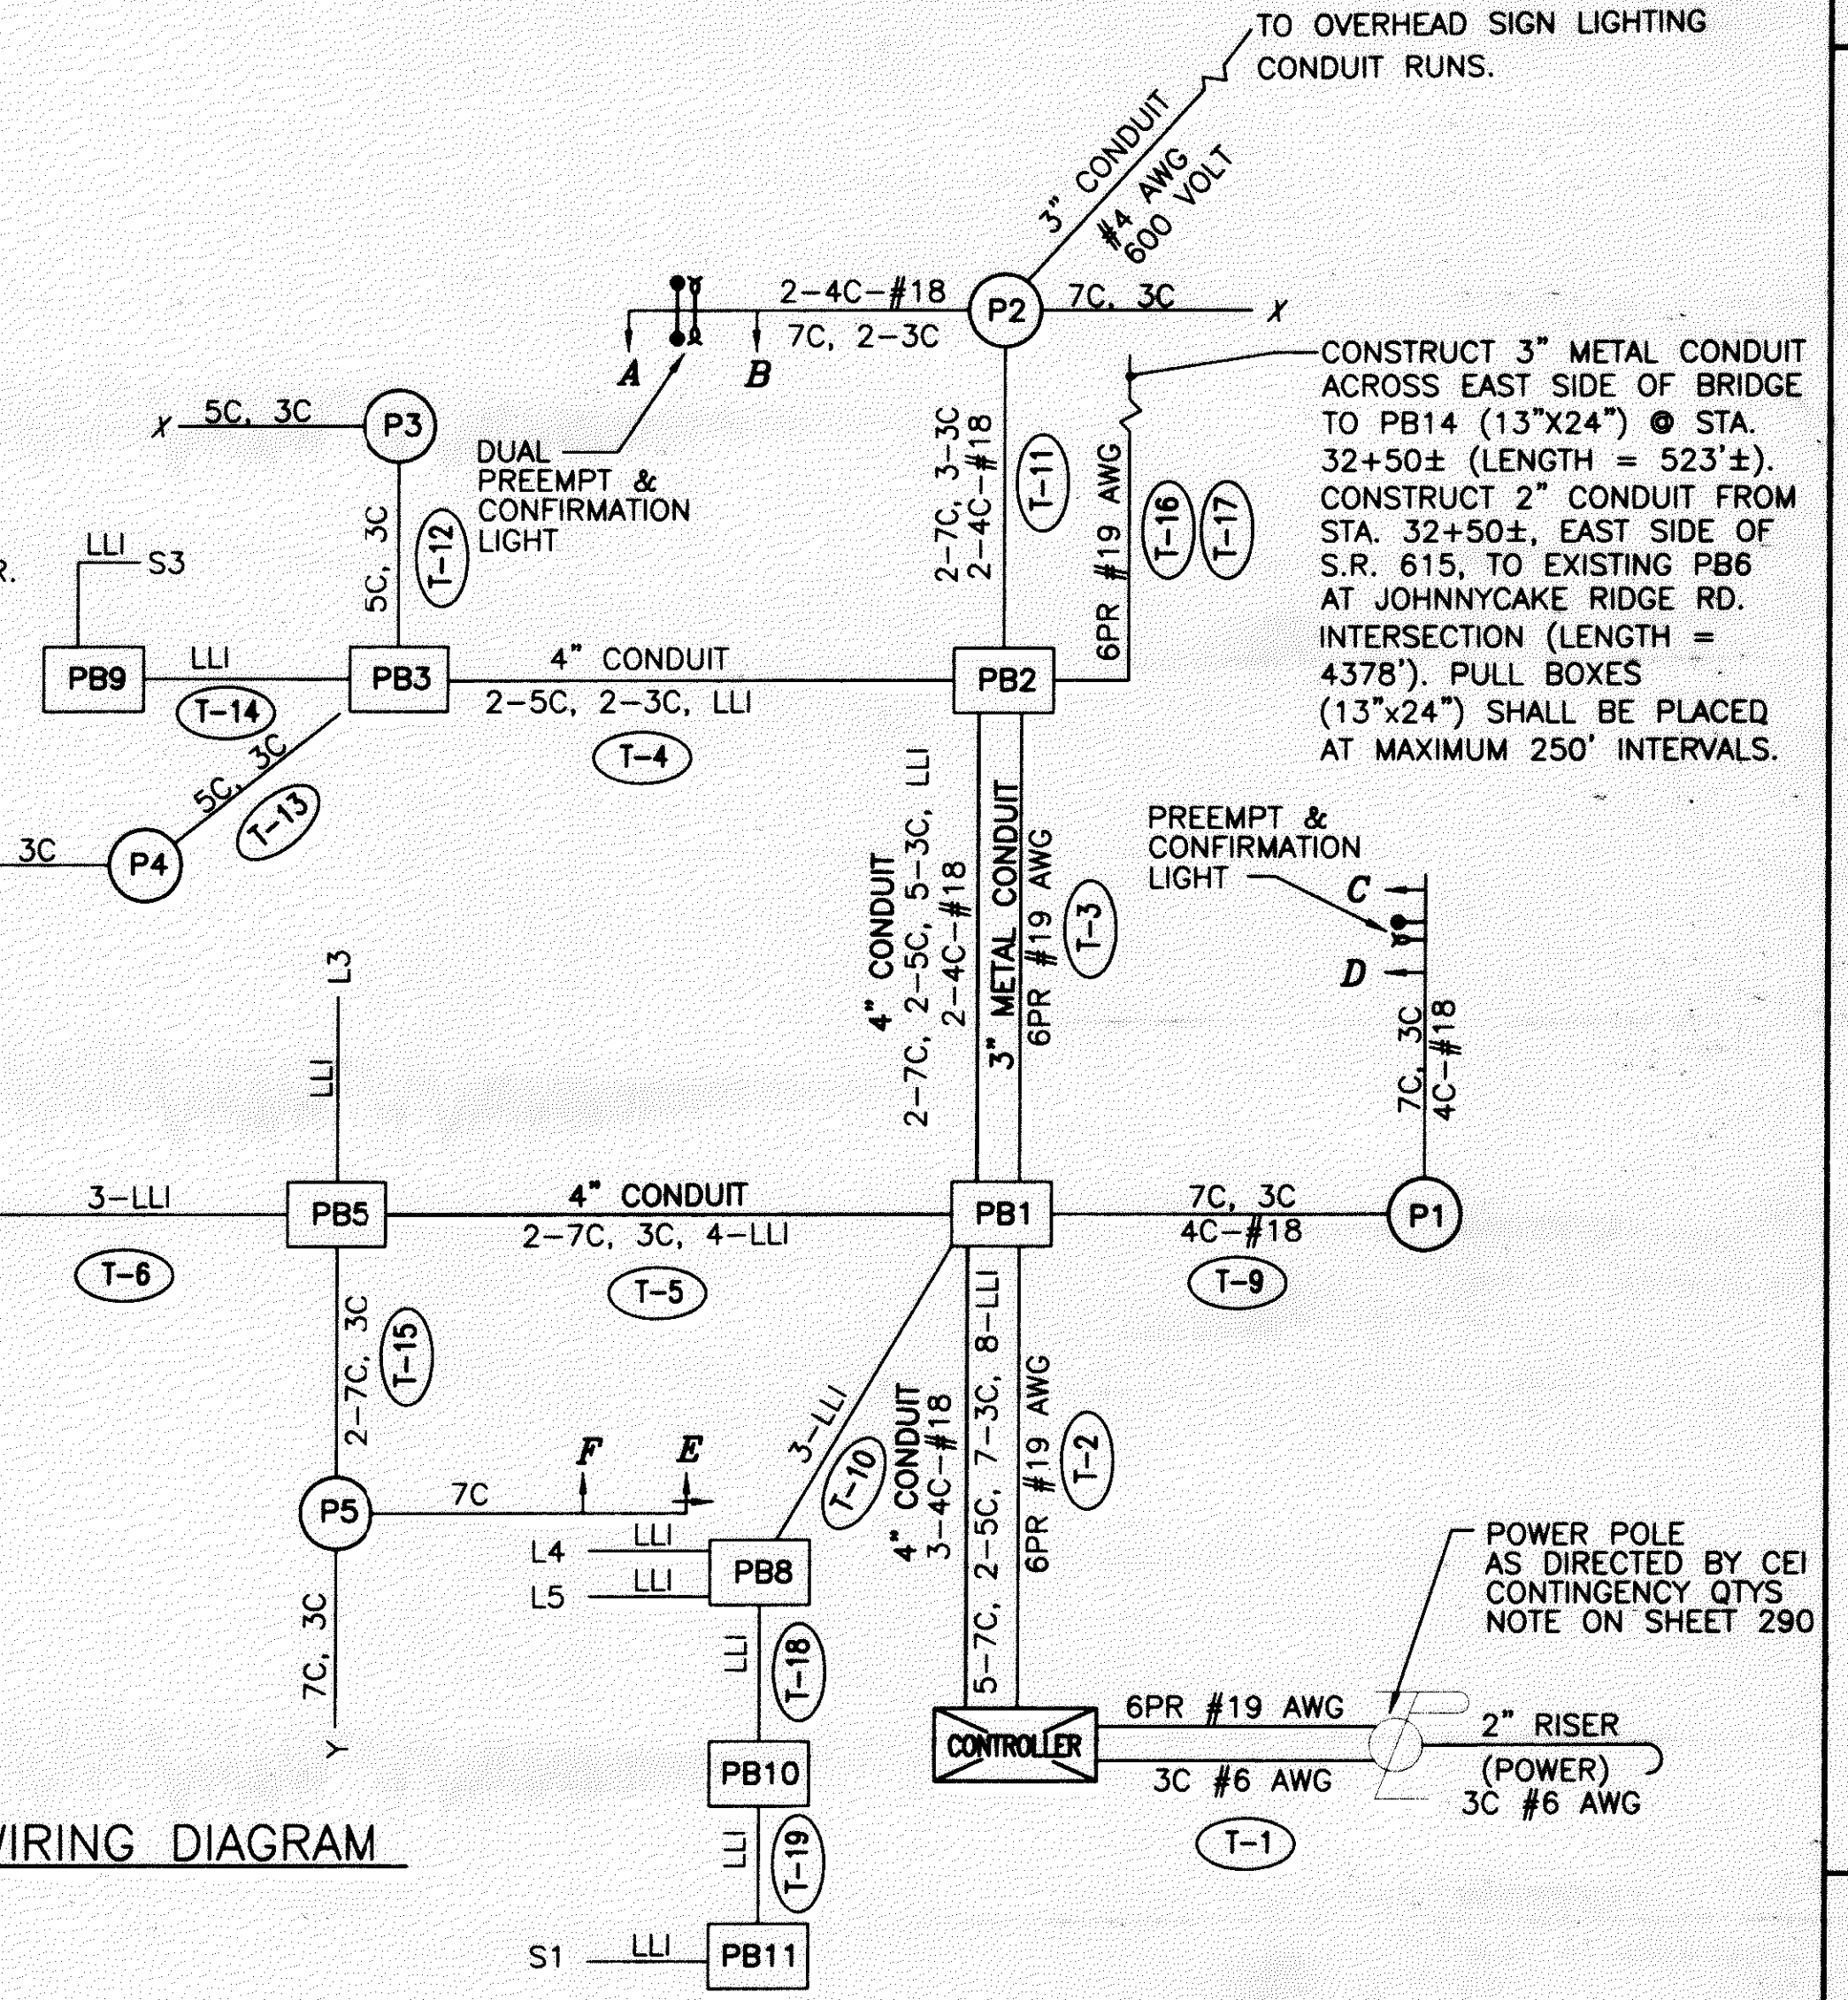 TO OVERHEAD SIGN LIGHTING
CONDUIT RUNS.
3" CONDUIT
#4 AWG
600 VOLT
2-4C-#18
7C, 2-3C
P2
7C, 3C
X
A
B
DUAL
PREEMPT &
CONFIRMATION
LIGHT
X
5C, 3C
P3
5C, 3C
T-12
2-7C, 3-3C
2-4C-#18
T-11
6PR #19 AWG
T-16
T-17
CONSTRUCT 3" METAL CONDUIT
ACROSS EAST SIDE OF BRIDGE
TO PB14 (13"X24") @ STA.
32+50± (LENGTH = 523'±).
CONSTRUCT 2" CONDUIT FROM
STA. 32+50±, EAST SIDE OF
S.R. 615, TO EXISTING PB6
AT JOHNNYCAKE RIDGE RD.
INTERSECTION (LENGTH =
4378'). PULL BOXES
(13"x24") SHALL BE PLACED
AT MAXIMUM 250' INTERVALS.
R.
LLI
S3
PB9
LLI
T-14
PB3
4" CONDUIT
2-5C, 2-3C, LLI
T-4
PB2
5C, 3C
T-13
3C
P4
4" CONDUIT
2-7C, 2-5C, 5-3C, LLI
2-4C-#18
3" METAL CONDUIT
6PR #19 AWG
T-3
PREEMPT &
CONFIRMATION
LIGHT
C
D
7C, 3C
4C-#18
L3
LLI
3-LLI
T-6
PB5
4" CONDUIT
2-7C, 3C, 4-LLI
T-5
PB1
7C, 3C
4C-#18
T-9
P1
2-7C, 3C
T-15
3-LLI
T-10
4" CONDUIT
3-4C-#18
5-7C, 2-5C, 7-3C, 8-LLI
6PR #19 AWG
T-2
P5
7C
F
E
7C, 3C
Y
L4
LLI
L5
LLI
PB8
LLI
T-18
PB10
LLI
T-19
S1
LLI
PB11
POWER POLE
AS DIRECTED BY CEI
CONTINGENCY QTYS
NOTE ON SHEET 290
CONTROLLER
6PR #19 AWG
3C #6 AWG
T-1
2" RISER
(POWER)
3C #6 AWG
WIRING DIAGRAM